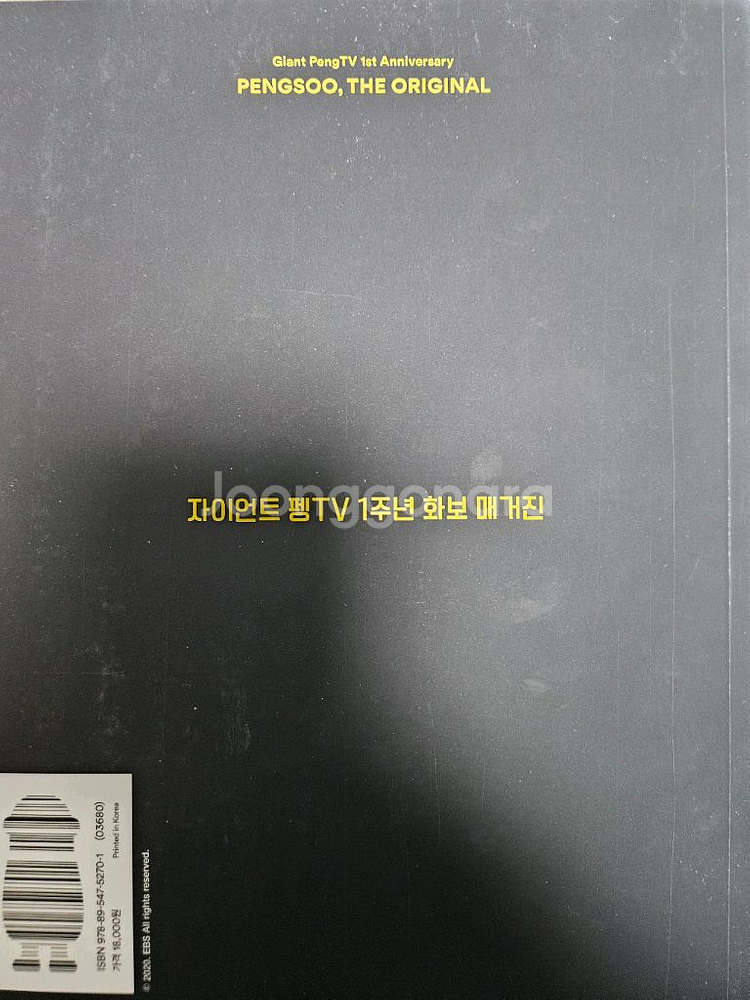 Giant PengTV 1st Anniversary
PENGSOO, THE ORIGINAL
joonggonara
자이언트 펭TV 1주년 화보 매거진
ISBN 978-89-547-5270-1 (03680)
가격 18,000원
Printed in Korea
© 2020. EBS All rights reserved.